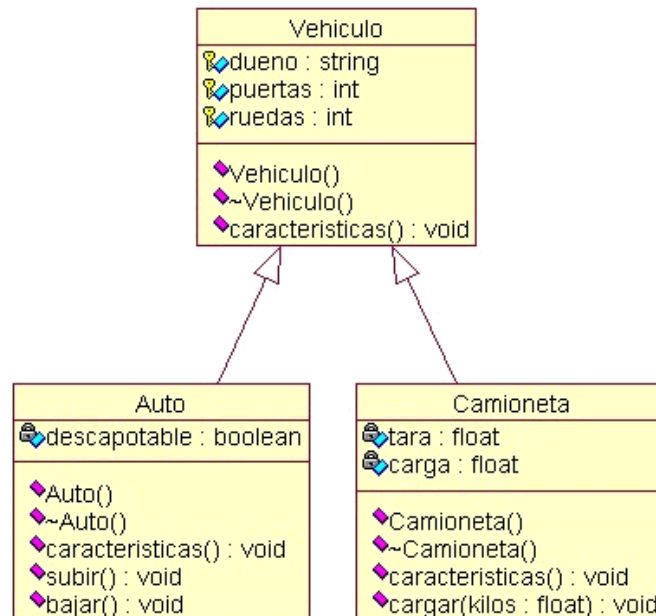 Vehiculo
dueno : string
puertas : int
ruedas : int
Vehiculo()
~Vehiculo()
caracteristicas() : void
Auto
descapotable : boolean
Auto()
~Auto()
caracteristicas() : void
subir() : void
bajar() : void
Camioneta
tara : float
carga : float
Camioneta()
~Camioneta()
caracteristicas() : void
cargar(kilos : float) : void